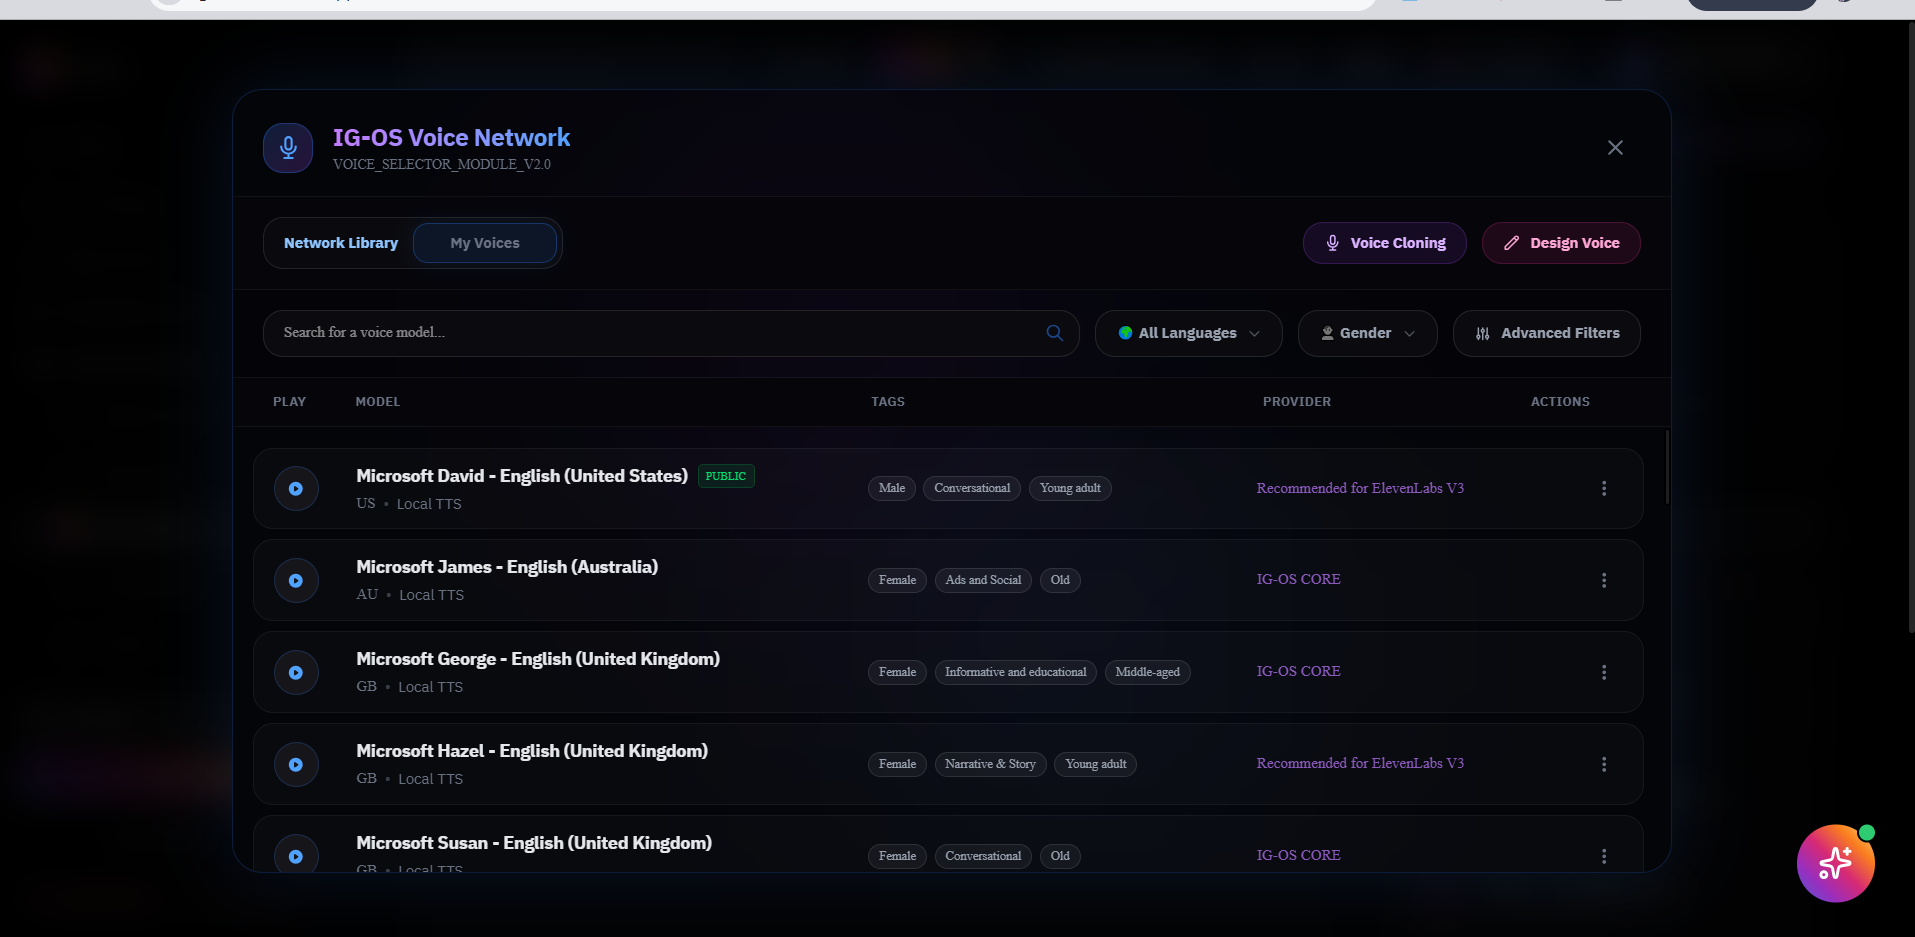 IG-OS Voice Network
VOICE_SELECTOR_MODULE_V2.0
Network Library My Voices Voice Cloning Design Voice
Search for a voice model... All Languages Gender Advanced Filters
PLAY MODEL TAGS PROVIDER ACTIONS
Microsoft David - English (United States) PUBLIC
US • Local TTS
Male Conversational Young adult Recommended for ElevenLabs V3
Microsoft James - English (Australia)
AU • Local TTS
Female Ads and Social Old IG-OS CORE
Microsoft George - English (United Kingdom)
GB • Local TTS
Female Informative and educational Middle-aged IG-OS CORE
Microsoft Hazel - English (United Kingdom)
GB • Local TTS
Female Narrative & Story Young adult Recommended for ElevenLabs V3
Microsoft Susan - English (United Kingdom)
GB • Local TTS
Female Conversational Old IG-OS CORE